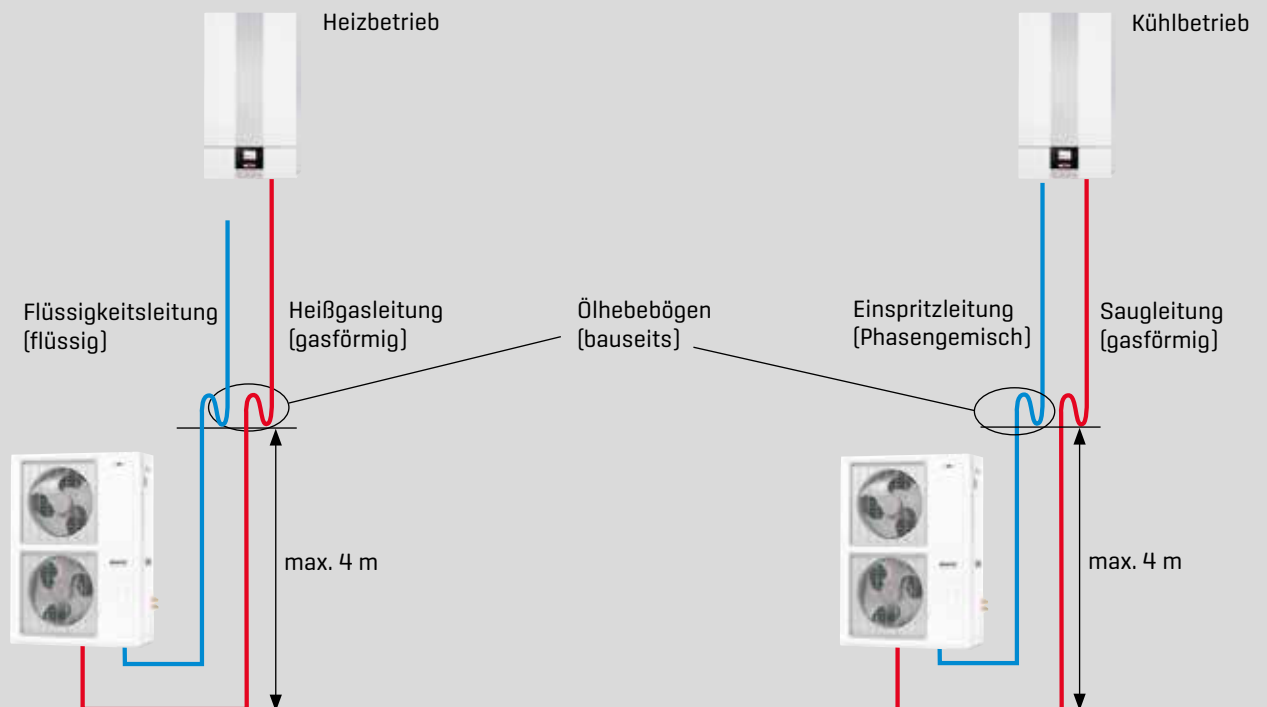 Heizbetrieb
Kühlbetrieb
Flüssigkeitsleitung
(flüssig)
Heißgasleitung
(gasförmig)
Ölhebebögen
(bauseits)
Einspritzleitung
(Phasengemisch)
Saugleitung
(gasförmig)
max. 4 m
max. 4 m